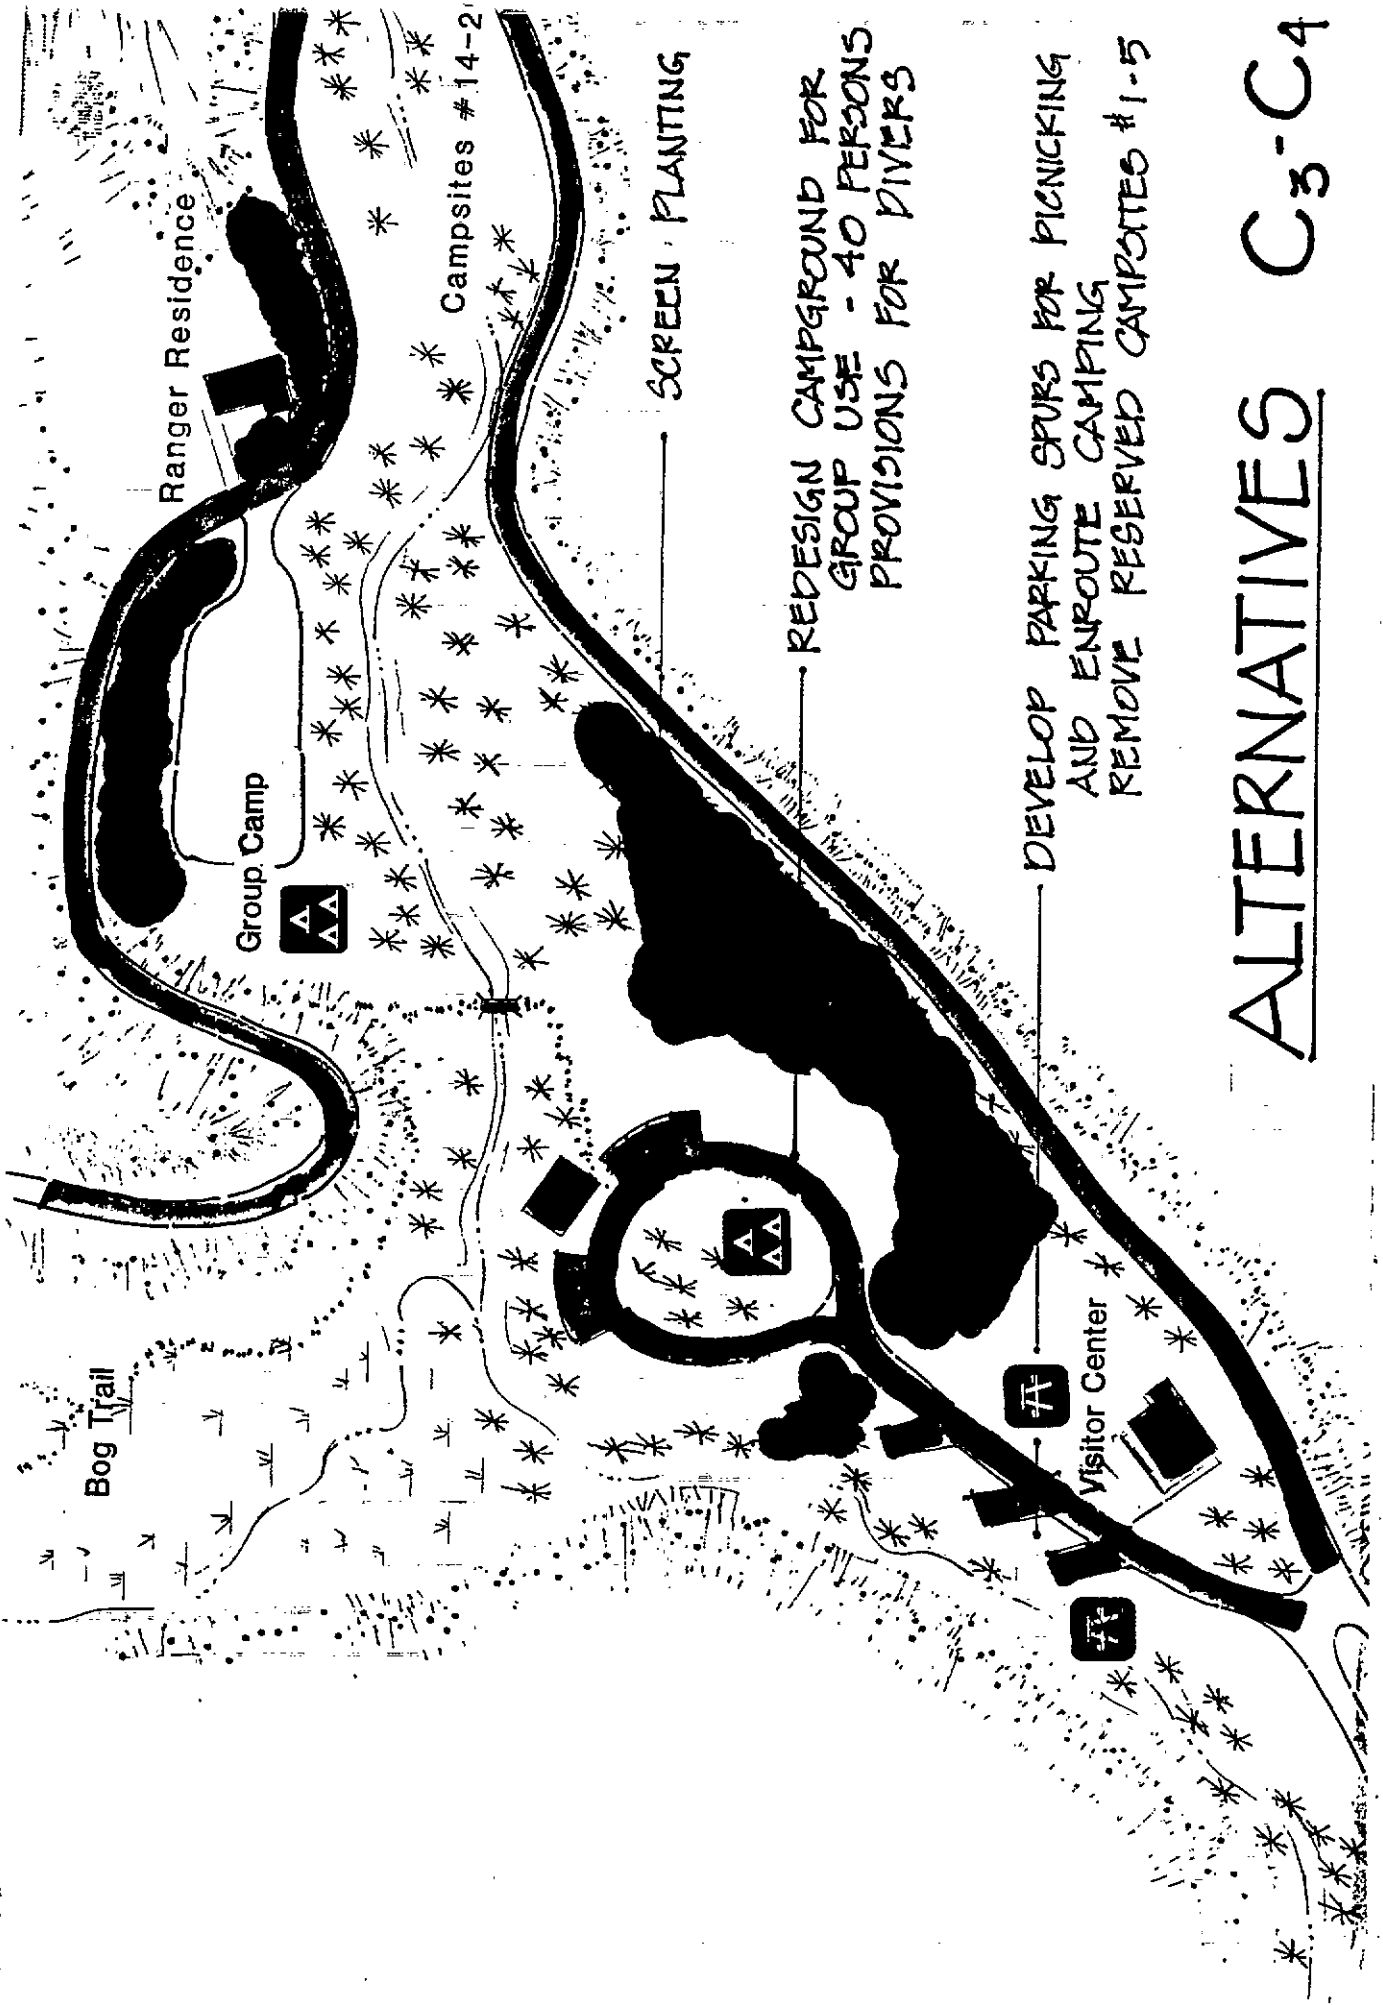 Ranger Residence
Campsites # 14-2
Group Camp
Bog Trail
Visitor Center
SCREEN PLANTING
REDESIGN CAMPGROUND FOR
GROUP USE - 40 PERSONS
PROVISIONS FOR DIVERS
DEVELOP PARKING SPURS FOR PICNICKING
AND ENROUTE CAMPING
REMOVE RESERVED CAMPSITES #1-5
ALTERNATIVES C3-C4